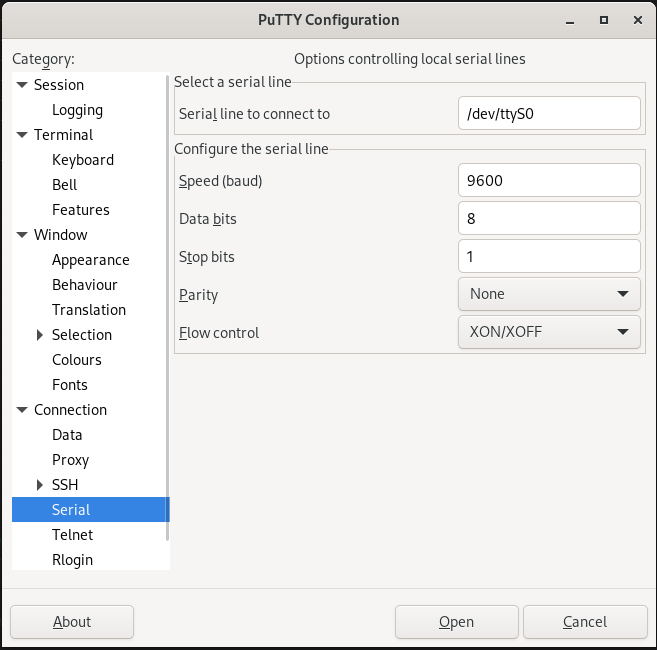 PuTTY Configuration
Category:
Options controlling local serial lines
Session
Logging
Terminal
Keyboard
Bell
Features
Window
Appearance
Behaviour
Translation
Selection
Colours
Fonts
Connection
Data
Proxy
SSH
Serial
Telnet
Rlogin
Select a serial line
Serial line to connect to /dev/ttyS0
Configure the serial line
Speed (baud) 9600
Data bits 8
Stop bits 1
Parity None
Flow control XON/XOFF
About Open Cancel